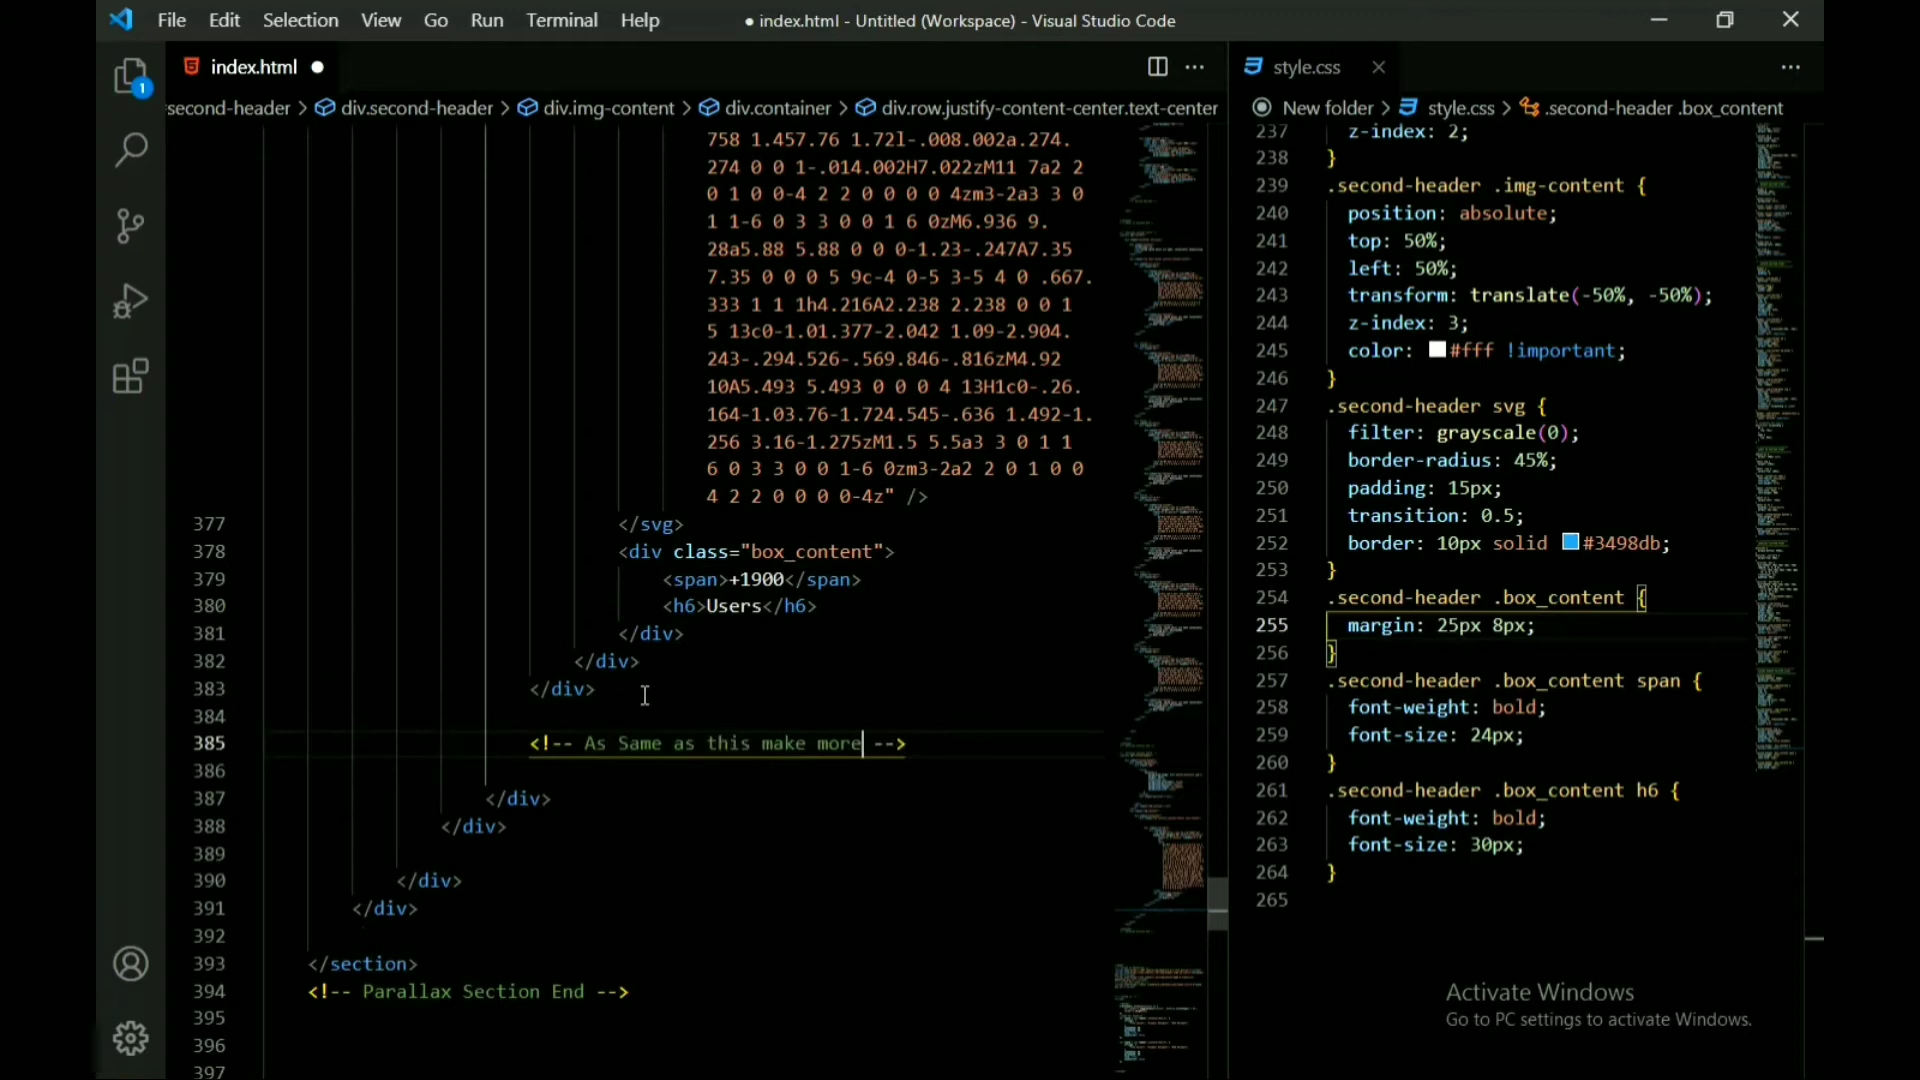 File Edit Selection View Go Run Terminal Help ● index.html - Untitled (Workspace) - Visual Studio Code
index.html
1
second-header > div.second-header > div.img-content > div.container > div.row.justify-content-center.text-center
758 1.457.76 1.72l-.008.002a.274.
274 0 0 1-.014.002H7.022zM11 7a2 2
0 1 0 0-4 2 2 0 0 0 0 4zm3-2a3 3 0
1 1-6 0 3 3 0 0 1 6 0zM6.936 9.
28a5.88 5.88 0 0 0-1.23-.247A7.35
7.35 0 0 0 5 9c-4 0-5 3-5 4 0 .667.
333 1 1 1h4.216A2.238 2.238 0 0 1
5 13c0-1.01.377-2.042 1.09-2.904.
243-.294.526-.569.846-.816zM4.92
10A5.493 5.493 0 0 0 4 13H1c0-.26.
164-1.03.76-1.724.545-.636 1.492-1.
256 3.16-1.275zM1.5 5.5a3 3 0 1 1
6 0 3 3 0 0 1-6 0zm3-2a2 2 0 1 0 0
4 2 2 0 0 0 0-4z" />
377 </svg>
378 <div class="box_content">
379 <span>+1900</span>
380 <h6>Users</h6>
381 </div>
382 </div>
383 </div>
384
385 <!-- As Same as this make more -->
386
387 </div>
388 </div>
389
390 </div>
391 </div>
392
393 </section>
394 <!-- Parallax Section End -->
395
396
397
style.css
New folder > style.css > .second-header .box_content
237 z-index: 2;
238 }
239 .second-header .img-content {
240 position: absolute;
241 top: 50%;
242 left: 50%;
243 transform: translate(-50%, -50%);
244 z-index: 3;
245 color: #fff !important;
246 }
247 .second-header svg {
248 filter: grayscale(0);
249 border-radius: 45%;
250 padding: 15px;
251 transition: 0.5;
252 border: 10px solid #3498db;
253 }
254 .second-header .box_content {
255 margin: 25px 8px;
256 }
257 .second-header .box_content span {
258 font-weight: bold;
259 font-size: 24px;
260 }
261 .second-header .box_content h6 {
262 font-weight: bold;
263 font-size: 30px;
264 }
265
Activate Windows
Go to PC settings to activate Windows.